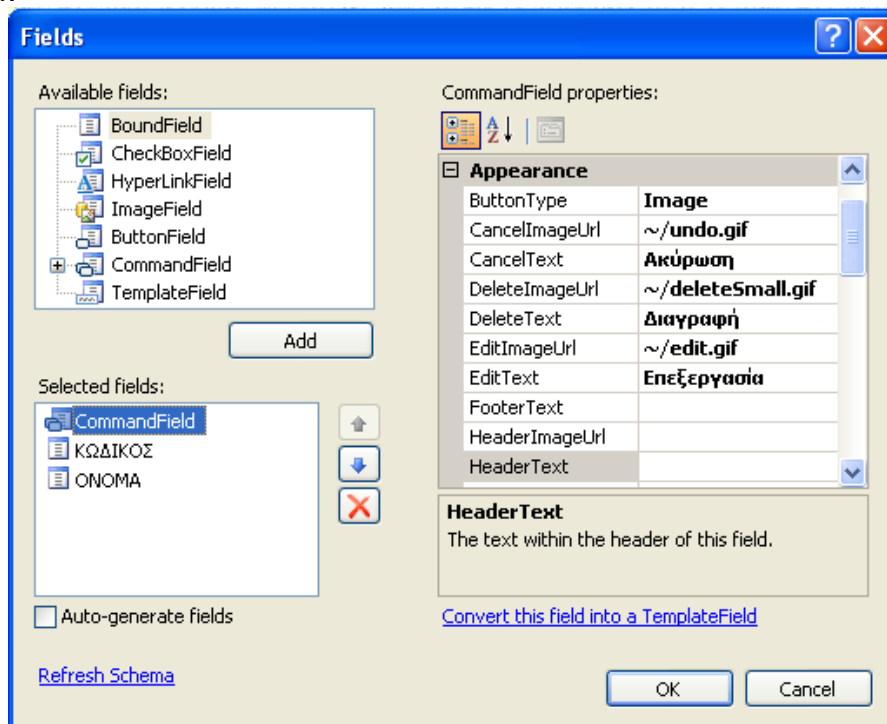 Fields
Available fields:
BoundField
CheckBoxField
HyperLinkField
ImageField
ButtonField
CommandField
TemplateField
Add
Selected fields:
CommandField
ΚΩΔΙΚΟΣ
ΟΝΟΜΑ
Auto-generate fields
Refresh Schema
CommandField properties:
Appearance
ButtonType Image
CancelImageUrl ~/undo.gif
CancelText Ακύρωση
DeleteImageUrl ~/deleteSmall.gif
DeleteText Διαγραφή
EditImageUrl ~/edit.gif
EditText Επεξεργασία
FooterText
HeaderImageUrl
HeaderText
HeaderText
The text within the header of this field.
Convert this field into a TemplateField
OK Cancel